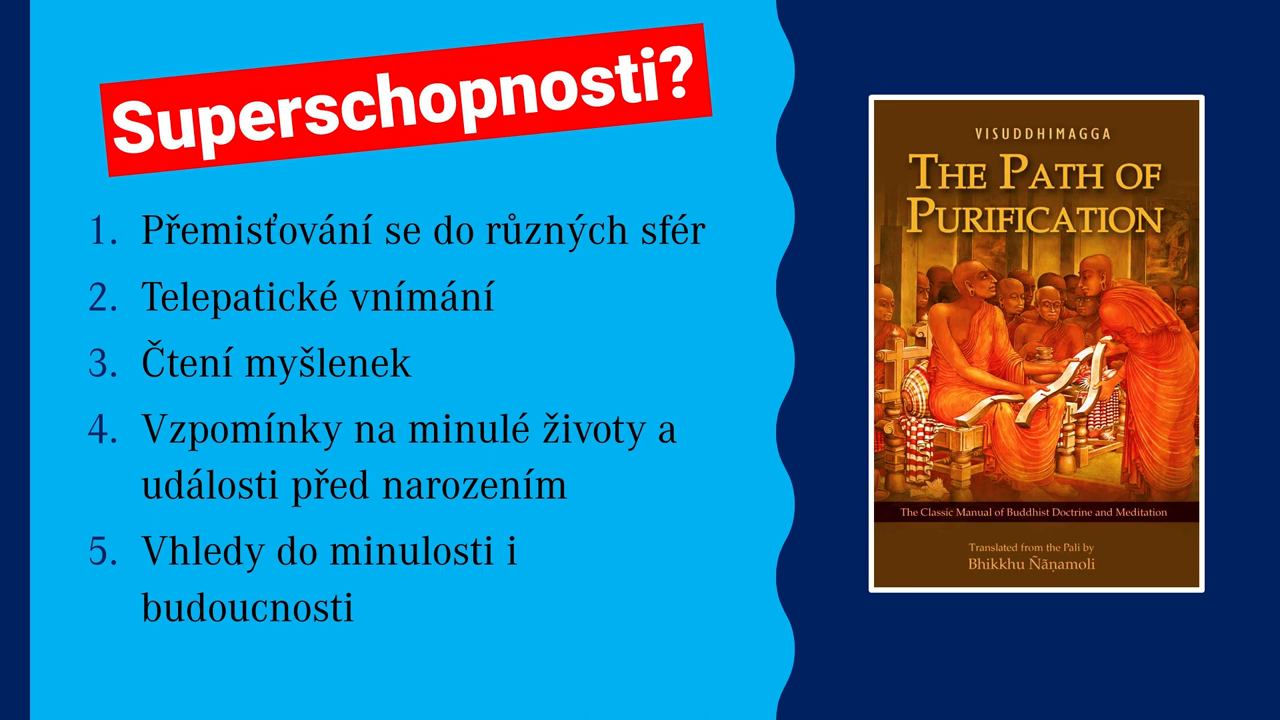 Superschopnosti?
1. Přemisťování se do různých sfér
2. Telepatické vnímání
3. Čtení myšlenek
4. Vzpomínky na minulé životy a
události před narozením
5. Vhledy do minulosti i
budoucnosti
VISUDDHIMAGGA
THE PATH OF
PURIFICATION
The Classic Manual of Buddhist Doctrine and Meditation
Translated from the Pali by
Bhikkhu Ñāṇamoli